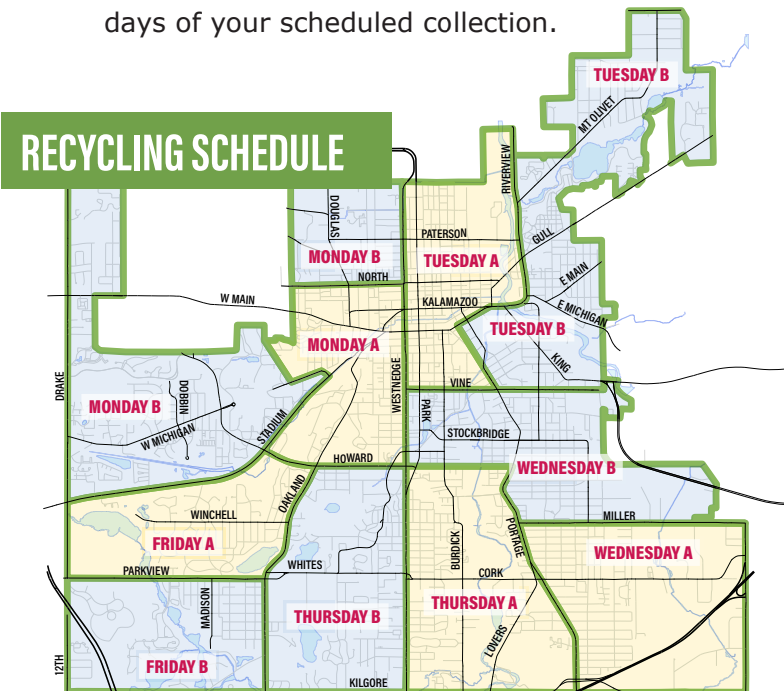 days of your scheduled collection.
TUESDAY B
MT OLIVET
RECYCLING SCHEDULE
RIVERVIEW
DOUGLAS
PATERSON
GULL
MONDAY B
TUESDAY A
NORTH
E MAIN
W MAIN
KALAMAZOO
E MICHIGAN
TUESDAY B
MONDAY A
KING
DRAKE
WESTNEDGE
VINE
DOBBIN
MONDAY B
PARK
STADIUM
W MICHIGAN
STOCKBRIDGE
HOWARD
WEDNESDAY B
OAKLAND
WINCHELL
MILLER
PORTAGE
FRIDAY A
BURDICK
WEDNESDAY A
WHITES
PARKVIEW
CORK
MADISON
THURSDAY B
THURSDAY A
LOVERS
12TH
FRIDAY B
KILGORE